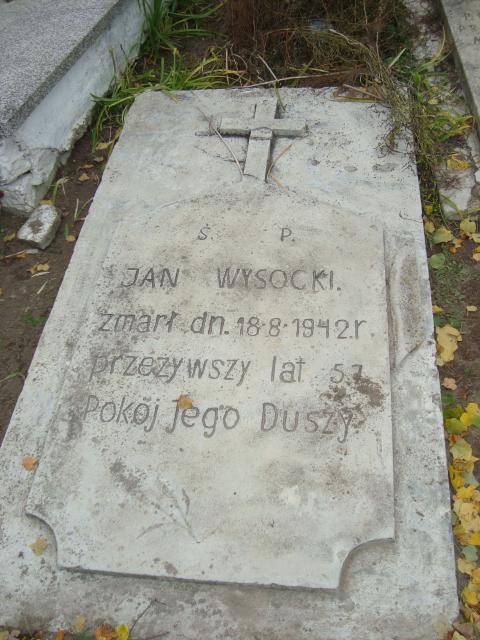 Ś. P.
JAN WYSOCKI.
zmarł dn. 18.8.1942.r.
przeżywszy lat 57
Pokój jego Duszy